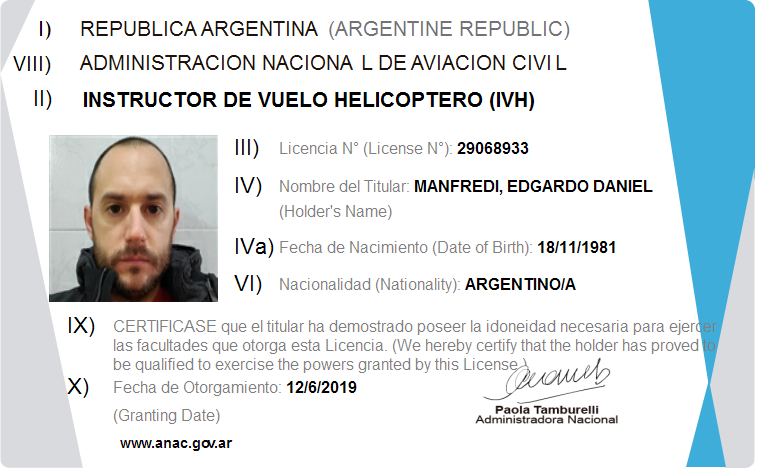 I) REPUBLICA ARGENTINA (ARGENTINE REPUBLIC)
VIII) ADMINISTRACION NACIONA L DE AVIACION CIVI L
II) INSTRUCTOR DE VUELO HELICOPTERO (IVH)
III) Licencia N° (License N°): 29068933
IV) Nombre del Titular: MANFREDI, EDGARDO DANIEL
(Holder's Name)
IVa) Fecha de Nacimiento (Date of Birth): 18/11/1981
VI) Nacionalidad (Nationality): ARGENTINO/A
IX) CERTIFICASE que el titular ha demostrado poseer la idoneidad necesaria para ejercer
las facultades que otorga esta Licencia. (We hereby certify that the holder has proved to
be qualified to exercise the powers granted by this License.)
X) Fecha de Otorgamiento: 12/6/2019
(Granting Date)
Paola Tamburelli
Administradora Nacional
www.anac.gov.ar